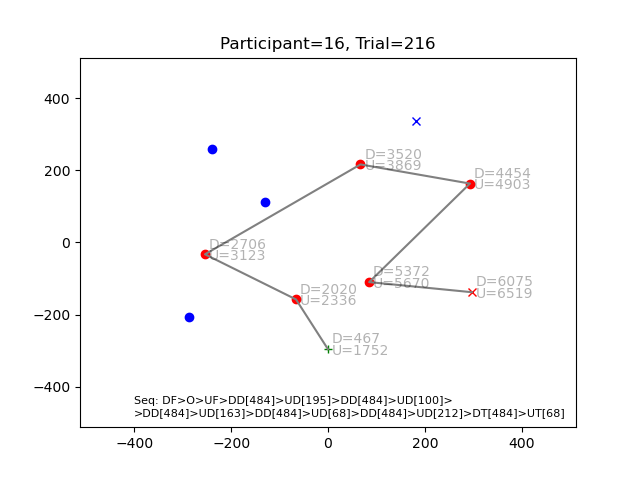 Participant=16, Trial=216
400
200
0
−200
−400
−400
−200
0
200
400
D=3520
U=3869
D=4454
U=4903
D=2706
U=3123
D=5372
U=5670
D=6075
U=6519
D=2020
U=2336
D=467
U=1752
Seq: DF>O>UF>DD[484]>UD[195]>DD[484]>UD[100]>
>DD[484]>UD[163]>DD[484]>UD[68]>DD[484]>UD[212]>DT[484]>UT[68]